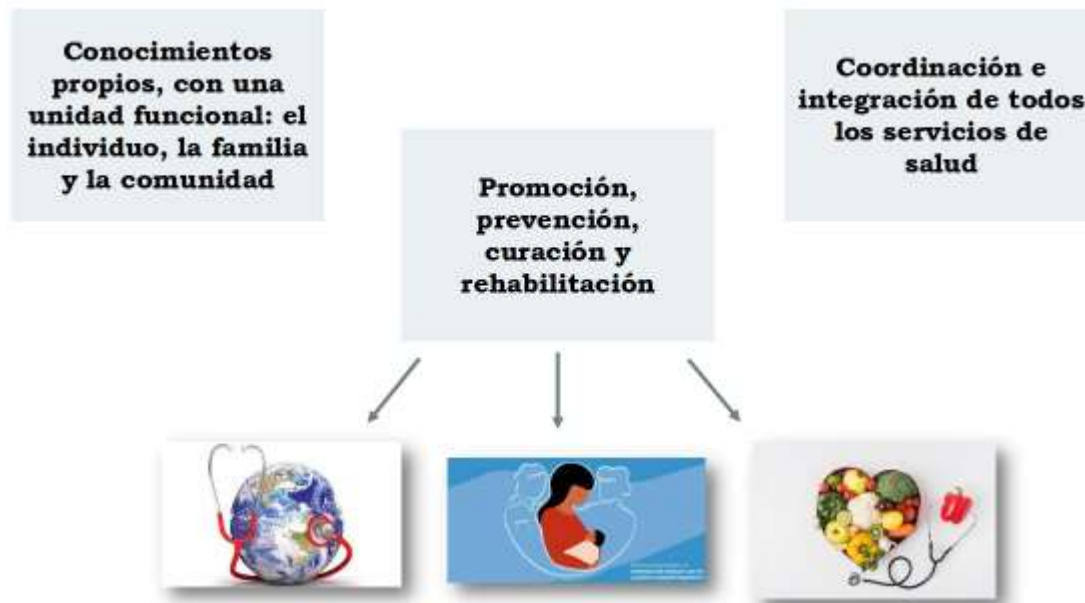 Conocimientos
propios, con una
unidad funcional: el
individuo, la familia
y la comunidad
Promoción,
prevención,
curación y
rehabilitación
Coordinación e
integración de todos
los servicios de
salud